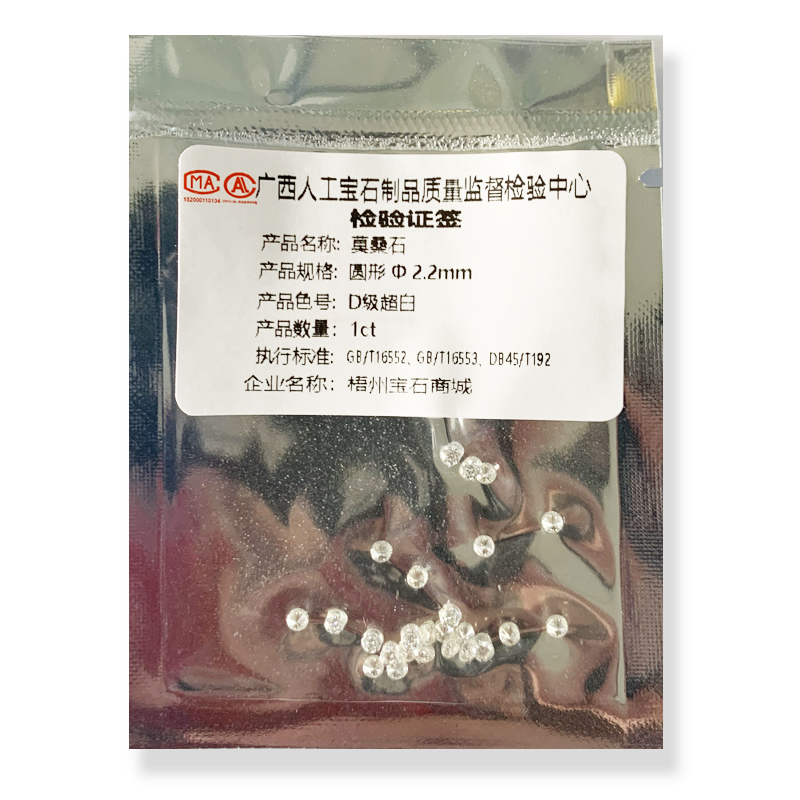 MA AL 广西人工宝石制品质量监督检验中心
152000110134
检验证签
产品名称: 莫桑石
产品规格: 圆形 Φ 2.2mm
产品色号: D级超白
产品数量: 1ct
执行标准: GB/T16552、GB/T16553、DB45/T192
企业名称: 梧州宝石商城